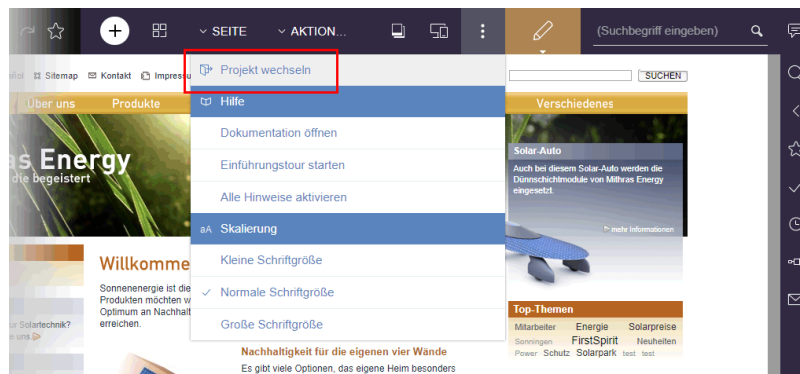 SEITE
AKTION...
(Suchbegriff eingeben)
Sitemap
Kontakt
Projekt wechseln
SUCHEN
Über uns
Produkte
Hilfe
Verschiedenes
Dokumentation öffnen
Einführungstour starten
Alle Hinweise aktivieren
Energy
die begeistert
Solar-Auto
Auch bei diesem Solar-Auto werden die
Dünnschichtmodule von Mithras Energy
eingesetzt.
mehr Informationen
aA Skalierung
Kleine Schriftgröße
Normale Schriftgröße
Große Schriftgröße
Sonnenenergie ist die
Produkten möchten
Optimum an
erreichen.
Solartechnik?
uns
Top-Themen
Mitarbeiter Energie Solarpreise
Sonningen FirstSpirit Neuheiten
Power Schutz Solarpark test test
Nachhaltigkeit für die eigenen vier Wände
Es gibt viele Optionen, das eigene Heim besonders